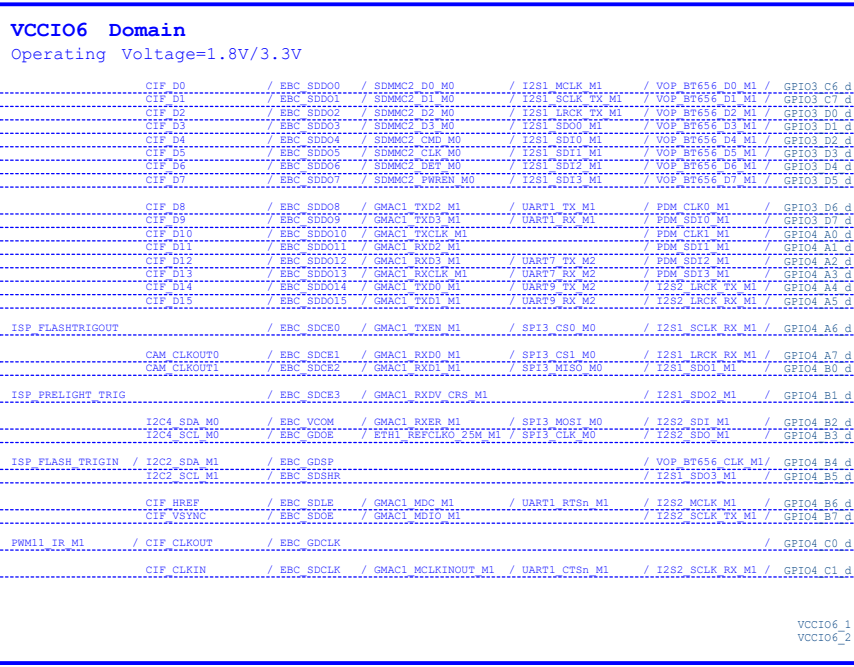 VCCIO6 Domain
Operating Voltage=1.8V/3.3V
CIF_D0 / EBC_SDDO0 / SDMMC2_D0_M0 / I2S1_MCLK_M1 / VOP_BT656_D0_M1 / GPIO3_C6_d
CIF_D1 / EBC_SDDO1 / SDMMC2_D1_M0 / I2S1_SCLK_TX_M1 / VOP_BT656_D1_M1 / GPIO3_C7_d
CIF_D2 / EBC_SDDO2 / SDMMC2_D2_M0 / I2S1_LRCK_TX_M1 / VOP_BT656_D2_M1 / GPIO3_D0_d
CIF_D3 / EBC_SDDO3 / SDMMC2_D3_M0 / I2S1_SDO0_M1 / VOP_BT656_D3_M1 / GPIO3_D1_d
CIF_D4 / EBC_SDDO4 / SDMMC2_CMD_M0 / I2S1_SDI0_M1 / VOP_BT656_D4_M1 / GPIO3_D2_d
CIF_D5 / EBC_SDDO5 / SDMMC2_CLK_M0 / I2S1_SDI1_M1 / VOP_BT656_D5_M1 / GPIO3_D3_d
CIF_D6 / EBC_SDDO6 / SDMMC2_DET_M0 / I2S1_SDI2_M1 / VOP_BT656_D6_M1 / GPIO3_D4_d
CIF_D7 / EBC_SDDO7 / SDMMC2_PWREN_M0 / I2S1_SDI3_M1 / VOP_BT656_D7_M1 / GPIO3_D5_d
CIF_D8 / EBC_SDDO8 / GMAC1_TXD2_M1 / UART1_TX_M1 / PDM_CLK0_M1 / GPIO3_D6_d
CIF_D9 / EBC_SDDO9 / GMAC1_TXD3_M1 / UART1_RX_M1 / PDM_SDI0_M1 / GPIO3_D7_d
CIF_D10 / EBC_SDDO10 / GMAC1_TXCLK_M1 / PDM_CLK1_M1 / GPIO4_A0_d
CIF_D11 / EBC_SDDO11 / GMAC1_RXD2_M1 / PDM_SDI1_M1 / GPIO4_A1_d
CIF_D12 / EBC_SDDO12 / GMAC1_RXD3_M1 / UART7_TX_M2 / PDM_SDI2_M1 / GPIO4_A2_d
CIF_D13 / EBC_SDDO13 / GMAC1_RXCLK_M1 / UART7_RX_M2 / PDM_SDI3_M1 / GPIO4_A3_d
CIF_D14 / EBC_SDDO14 / GMAC1_TXD0_M1 / UART9_TX_M2 / I2S2_LRCK_TX_M1 / GPIO4_A4_d
CIF_D15 / EBC_SDDO15 / GMAC1_TXD1_M1 / UART9_RX_M2 / I2S2_LRCK_RX_M1 / GPIO4_A5_d
ISP_FLASHTRIGOUT / EBC_SDCE0 / GMAC1_TXEN_M1 / SPI3_CS0_M0 / I2S1_SCLK_RX_M1 / GPIO4_A6_d
CAM_CLKOUT0 / EBC_SDCE1 / GMAC1_RXD0_M1 / SPI3_CS1_M0 / I2S1_LRCK_RX_M1 / GPIO4_A7_d
CAM_CLKOUT1 / EBC_SDCE2 / GMAC1_RXD1_M1 / SPI3_MISO_M0 / I2S1_SDO1_M1 / GPIO4_B0_d
ISP_PRELIGHT_TRIG / EBC_SDCE3 / GMAC1_RXDV_CRS_M1 / I2S1_SDO2_M1 / GPIO4_B1_d
I2C4_SDA_M0 / EBC_VCOM / GMAC1_RXER_M1 / SPI3_MOSI_M0 / I2S2_SDI_M1 / GPIO4_B2_d
I2C4_SCL_M0 / EBC_GDOE / ETH1_REFCLKO_25M_M1 / SPI3_CLK_M0 / I2S2_SDO_M1 / GPIO4_B3_d
ISP_FLASH_TRIGIN / I2C2_SDA_M1 / EBC_GDSP / VOP_BT656_CLK_M1/ GPIO4_B4_d
I2C2_SCL_M1 / EBC_SDSHR / I2S1_SDO3_M1 / GPIO4_B5_d
CIF_HREF / EBC_SDLE / GMAC1_MDC_M1 / UART1_RTSn_M1 / I2S2_MCLK_M1 / GPIO4_B6_d
CIF_VSYNC / EBC_SDOE / GMAC1_MDIO_M1 / I2S2_SCLK_TX_M1 / GPIO4_B7_d
PWM11_IR_M1 / CIF_CLKOUT / EBC_GDCLK / GPIO4_C0_d
CIF_CLKIN / EBC_SDCLK / GMAC1_MCLKINOUT_M1 / UART1_CTSn_M1 / I2S2_SCLK_RX_M1 / GPIO4_C1_d
VCCIO6_1
VCCIO6_2